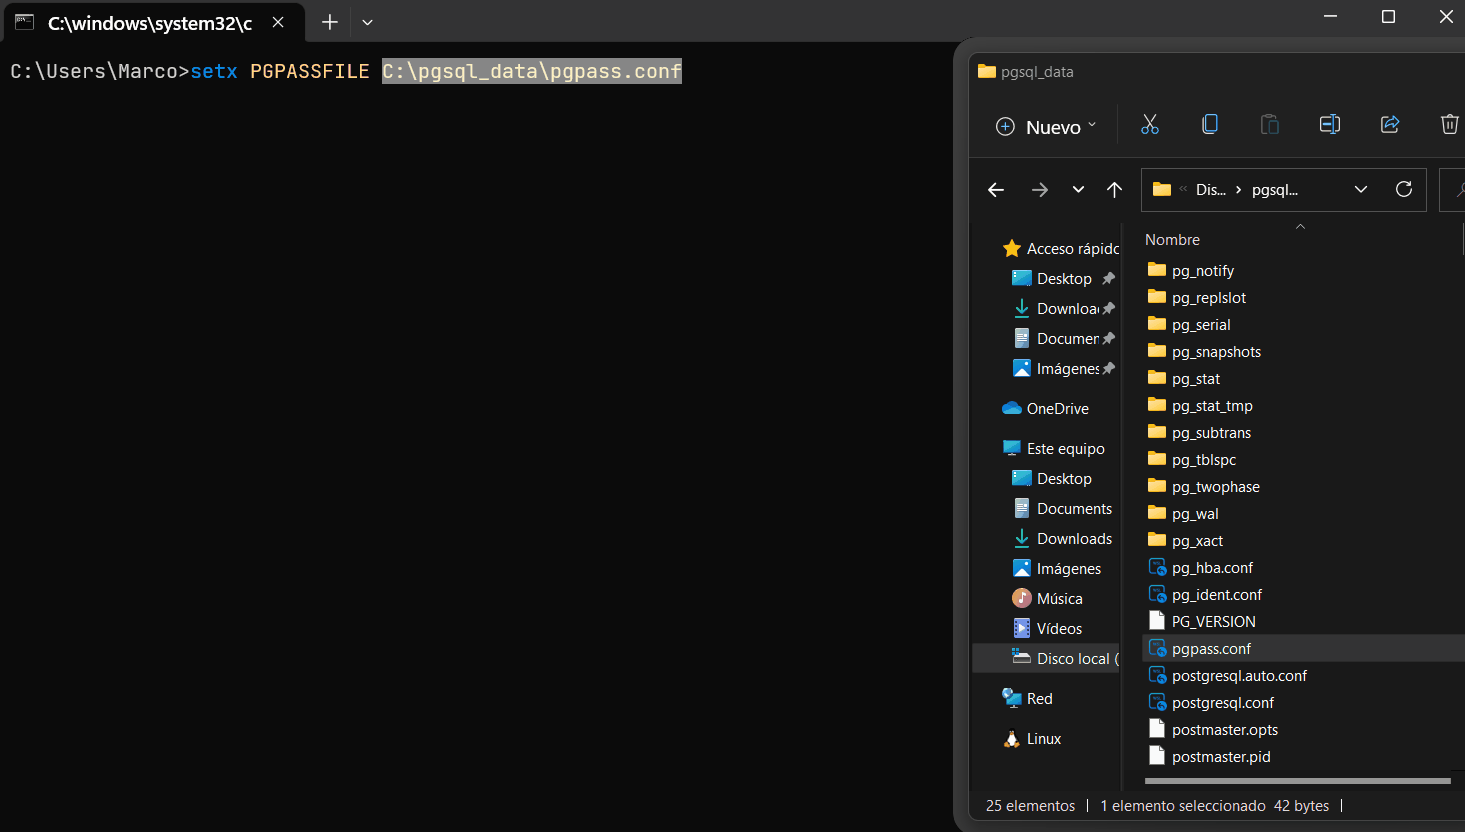 C:\windows\system32\c
C:\Users\Marco>setx PGPASSFILE C:\pgsql_data\pgpass.conf
pgsql_data
Nuevo
Dis... › pgsql...
Acceso rápido
Desktop
Downloa
Documen
Imágenes
OneDrive
Este equipo
Desktop
Documents
Downloads
Imágenes
Música
Vídeos
Disco local (
Red
Linux
Nombre
pg_notify
pg_replslot
pg_serial
pg_snapshots
pg_stat
pg_stat_tmp
pg_subtrans
pg_tblspc
pg_twophase
pg_wal
pg_xact
pg_hba.conf
pg_ident.conf
PG_VERSION
pgpass.conf
postgresql.auto.conf
postgresql.conf
postmaster.opts
postmaster.pid
25 elementos | 1 elemento seleccionado 42 bytes |